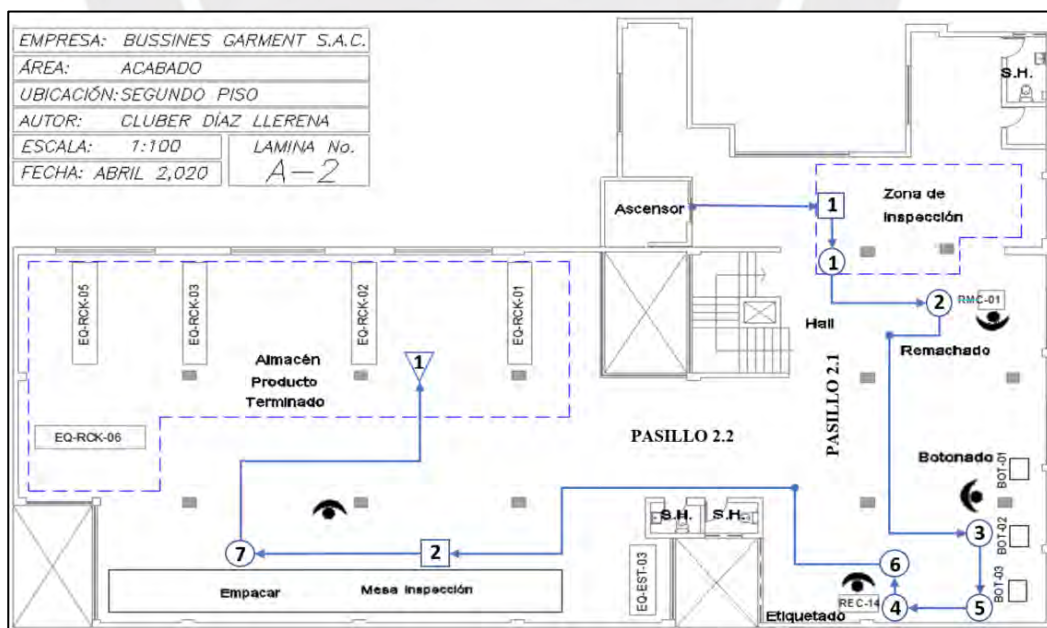 EMPRESA: BUSSINES GARMENT S.A.C.
ÁREA: ACABADO
UBICACIÓN: SEGUNDO PISO
AUTOR: CLUBER DÍAZ LLERENA
ESCALA: 1:100
LAMINA No.
FECHA: ABRIL 2,020
A-2
S.H.
Ascensor
1
Zona de
Inspección
1
EQ-RCK-05
EQ-RCK-03
EQ-RCK-02
EQ-RCK-01
2
RMC-01
Hall
Remachado
1
Almacén
Producto
Terminado
PASILLO 2.1
EQ-RCK-06
PASILLO 2.2
Botonado
BOT-01
S.H.
S.H.
3
BOT-02
7
2
6
EQ-EST-03
BOT-03
Empacar
Mesa Inspección
Etiquetado
REC-14
4
5